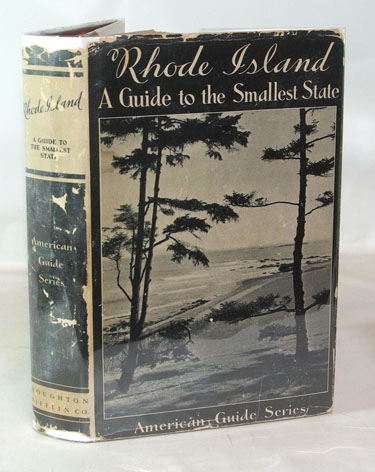 Rhode Island
A Guide to the Smallest State
American Guide Series
Rhode Island
A GUIDE TO
THE SMALLEST
STATE
American
Guide
Series
HOUGHTON
MIFFLIN CO.